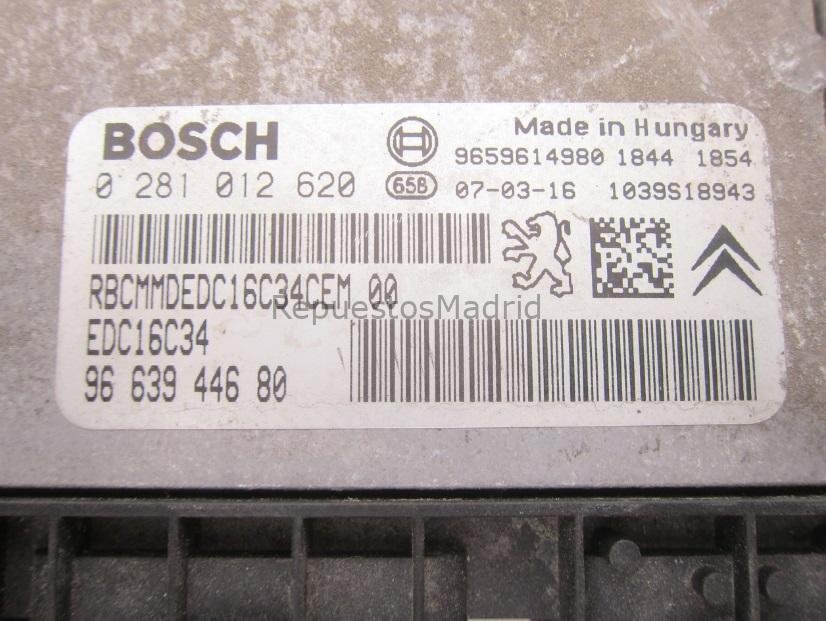 BOSCH
Made in Hungary
9659614980 1844 1854
0 281 012 620
65B
07-03-16 1039S18943
RBCMMDEDC16C34CEM 00
RepuestosMadrid
EDC16C34
96 639 446 80